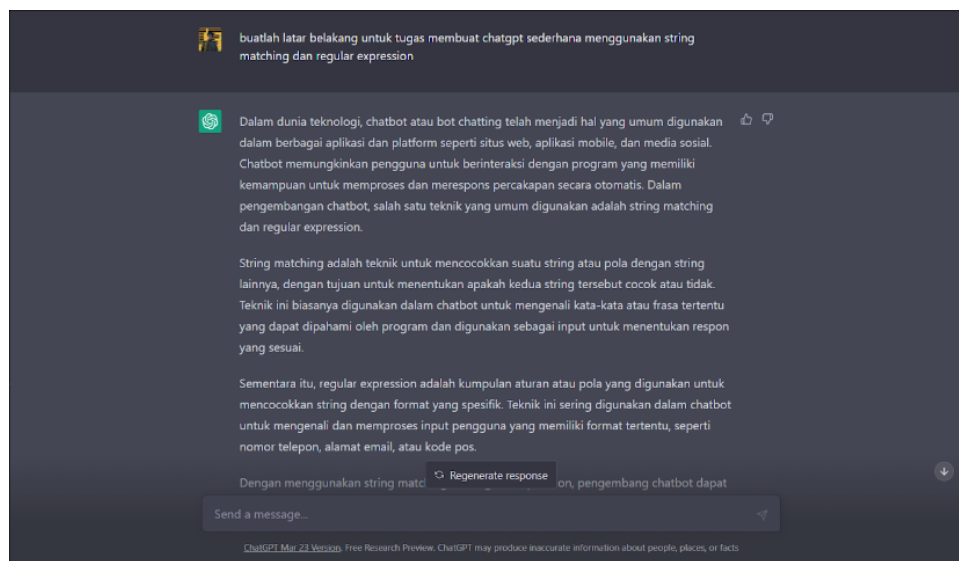 buatlah latar belakang untuk tugas membuat chatgpt sederhana menggunakan string
matching dan regular expression
Dalam dunia teknologi, chatbot atau bot chatting telah menjadi hal yang umum digunakan
dalam berbagai aplikasi dan platform seperti situs web, aplikasi mobile, dan media sosial.
Chatbot memungkinkan pengguna untuk berinteraksi dengan program yang memiliki
kemampuan untuk memproses dan merespons percakapan secara otomatis. Dalam
pengembangan chatbot, salah satu teknik yang umum digunakan adalah string matching
dan regular expression.
String matching adalah teknik untuk mencocokkan suatu string atau pola dengan string
lainnya, dengan tujuan untuk menentukan apakah kedua string tersebut cocok atau tidak.
Teknik ini biasanya digunakan dalam chatbot untuk mengenali kata-kata atau frasa tertentu
yang dapat dipahami oleh program dan digunakan sebagai input untuk menentukan respon
yang sesuai.
Sementara itu, regular expression adalah kumpulan aturan atau pola yang digunakan untuk
mencocokkan string dengan format yang spesifik. Teknik ini sering digunakan dalam chatbot
untuk mengenali dan memproses input pengguna yang memiliki format tertentu, seperti
nomor telepon, alamat email, atau kode pos.
Regenerate response
Dengan menggunakan string matc on, pengembang chatbot dapat
Send a message...
ChatGPT Mar 23 Version. Free Research Preview. ChatGPT may produce inaccurate information about people, places, or facts